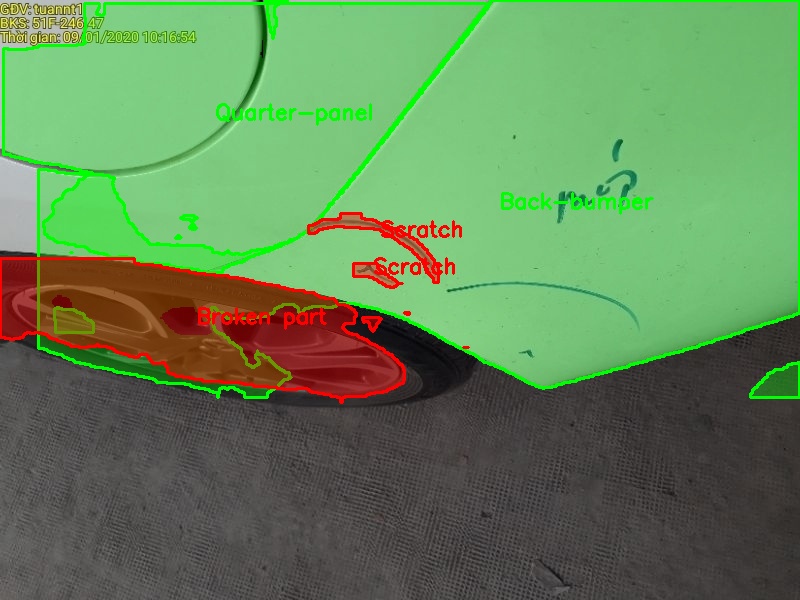 GĐV: tuannt1
BKS: 51F-246.47
Thời gian: 09/01/2020 10:16:54
Quarter-panel
Back-bumper
Scratch
Scratch
Broken part